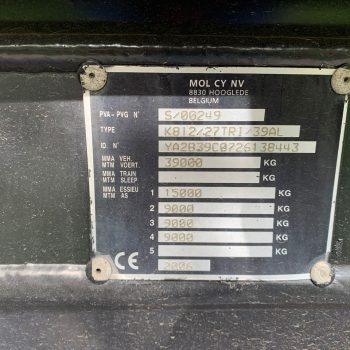 MOL CY NV
8830 HOOGLEDE
BELGIUM
PVA - PVG N° S/00249
TYPE K812/27TRI/39AL
ID. N° YA2B39C0726138443
MMA VEH. MTM VOERT. 39000 KG
MMA TRAIN MTM SLEEP KG
MMA ESSIEU MTM AS 1 15000 KG
2 9000 KG
3 9000 KG
4 9000 KG
5 KG
CE 2006